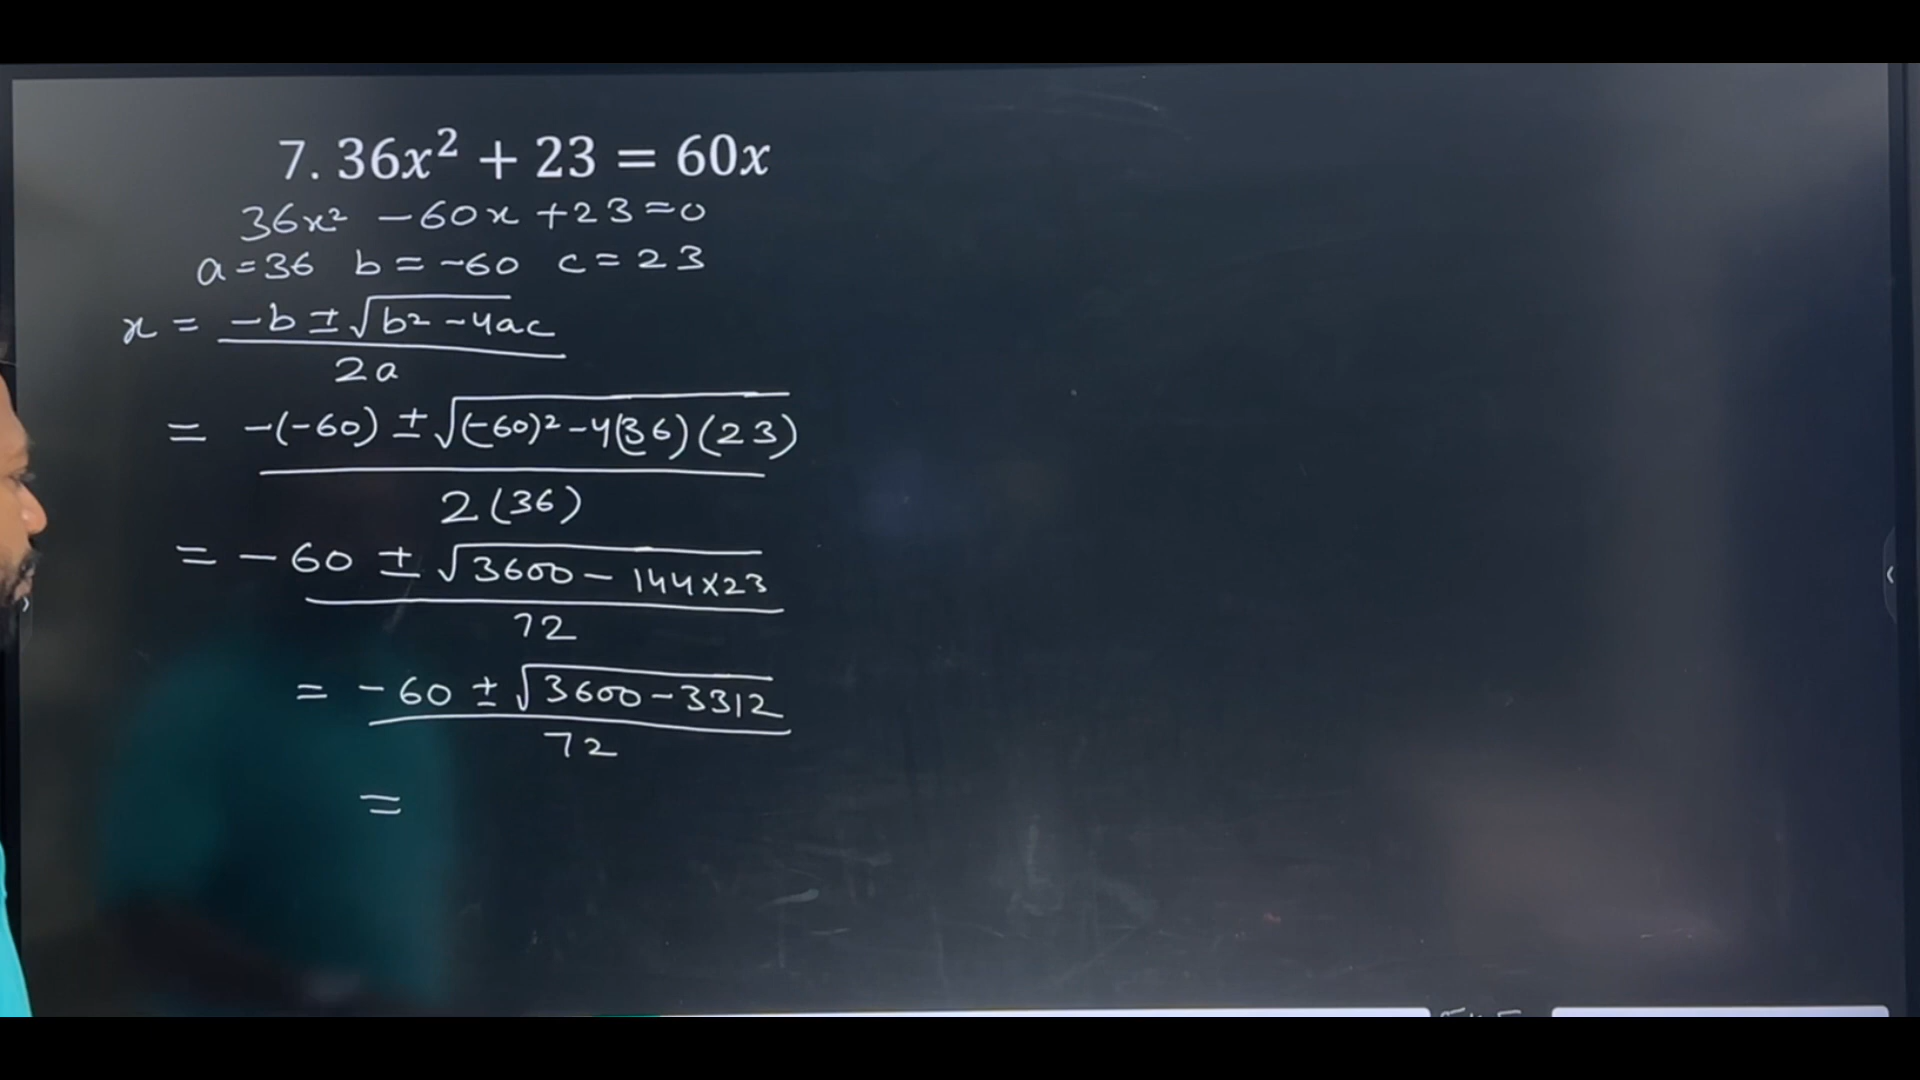 7. 36x² + 23 = 60x
36x² - 60x + 23 = 0
a = 36 b = -60 c = 23
x = -b ± √b² - 4ac
2a
= -(-60) ± √(-60)² - 4(36)(23)
2(36)
= -60 ± √3600 - 144×23
72
= -60 ± √3600 - 3312
72
=